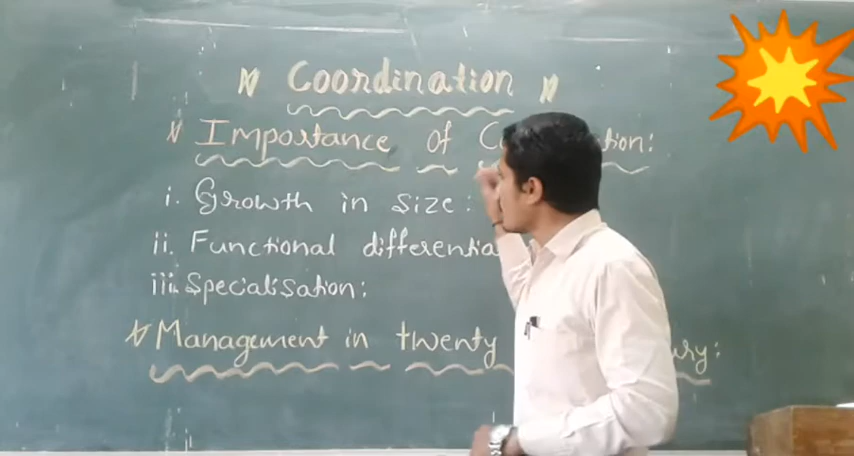 Coordination
Importance of
i. Growth in size:
ii. Functional
iii. Specialisation:
Management in twenty